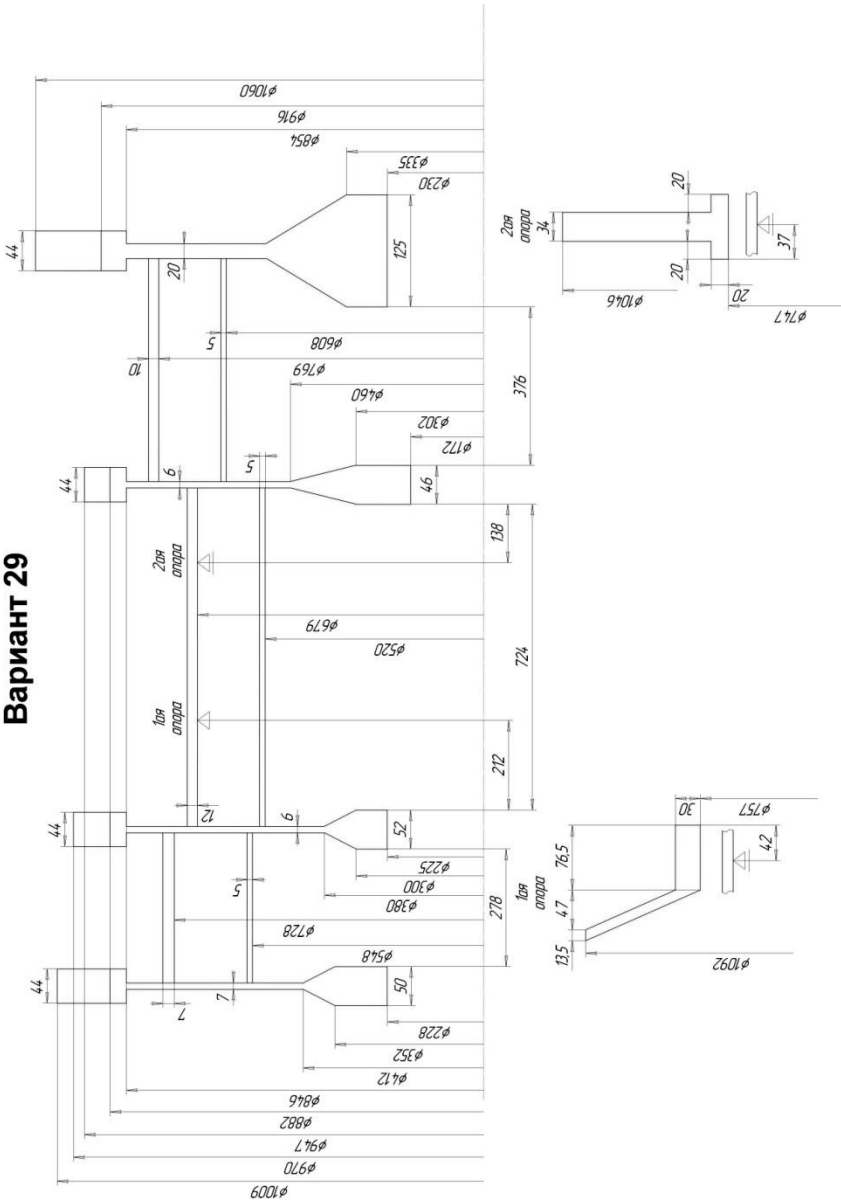 Вариант 29
44
ø1060
ø916
ø854
ø335
ø230
20
125
10
5
ø608
ø769
ø460
ø302
ø172
376
44
6
5
46
138
2ая
опора
ø679
ø520
724
1ая
опора
212
44
12
6
52
ø225
ø300
ø380
278
5
ø728
ø548
44
7
7
50
ø228
ø352
ø412
ø846
ø882
ø947
ø970
ø1009
2ая
опора
34
20
20
37
20
ø1046
ø747
1ая
опора
13,5
47
76,5
30
ø757
42
ø1092